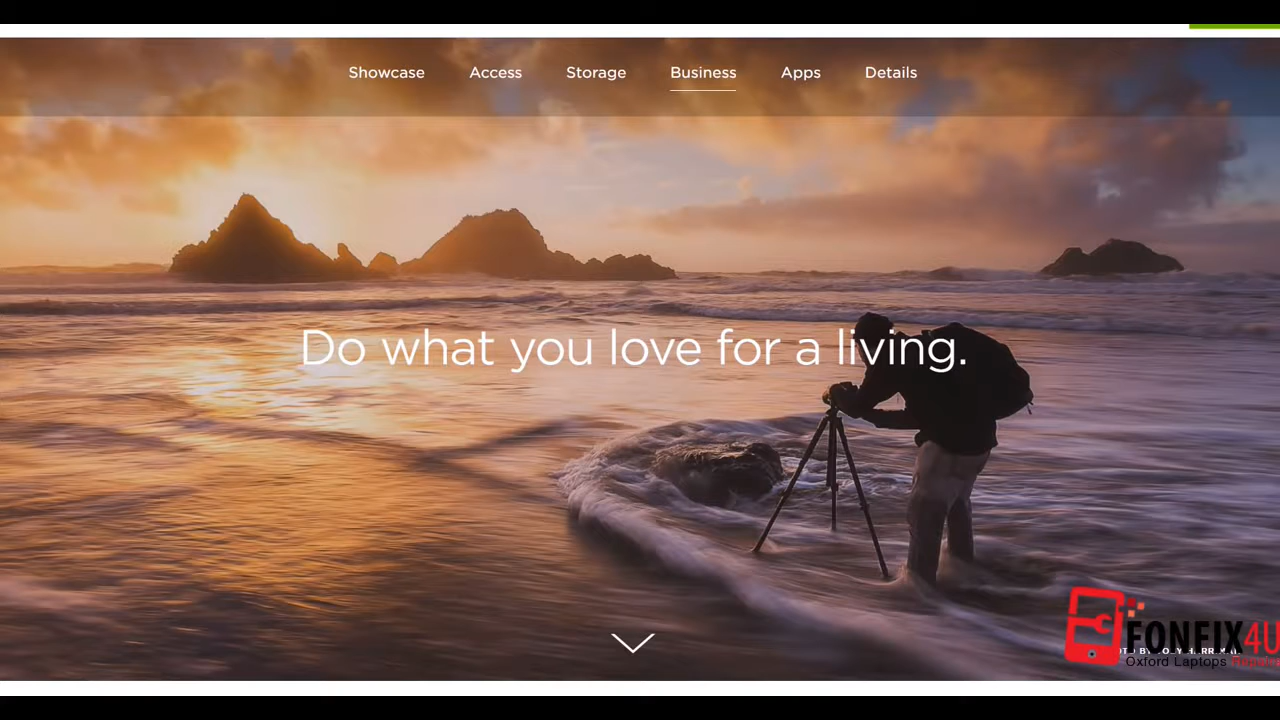 Showcase Access Storage Business Apps Details
Do what you love for a living.
FONFIX4U
Oxford Laptops